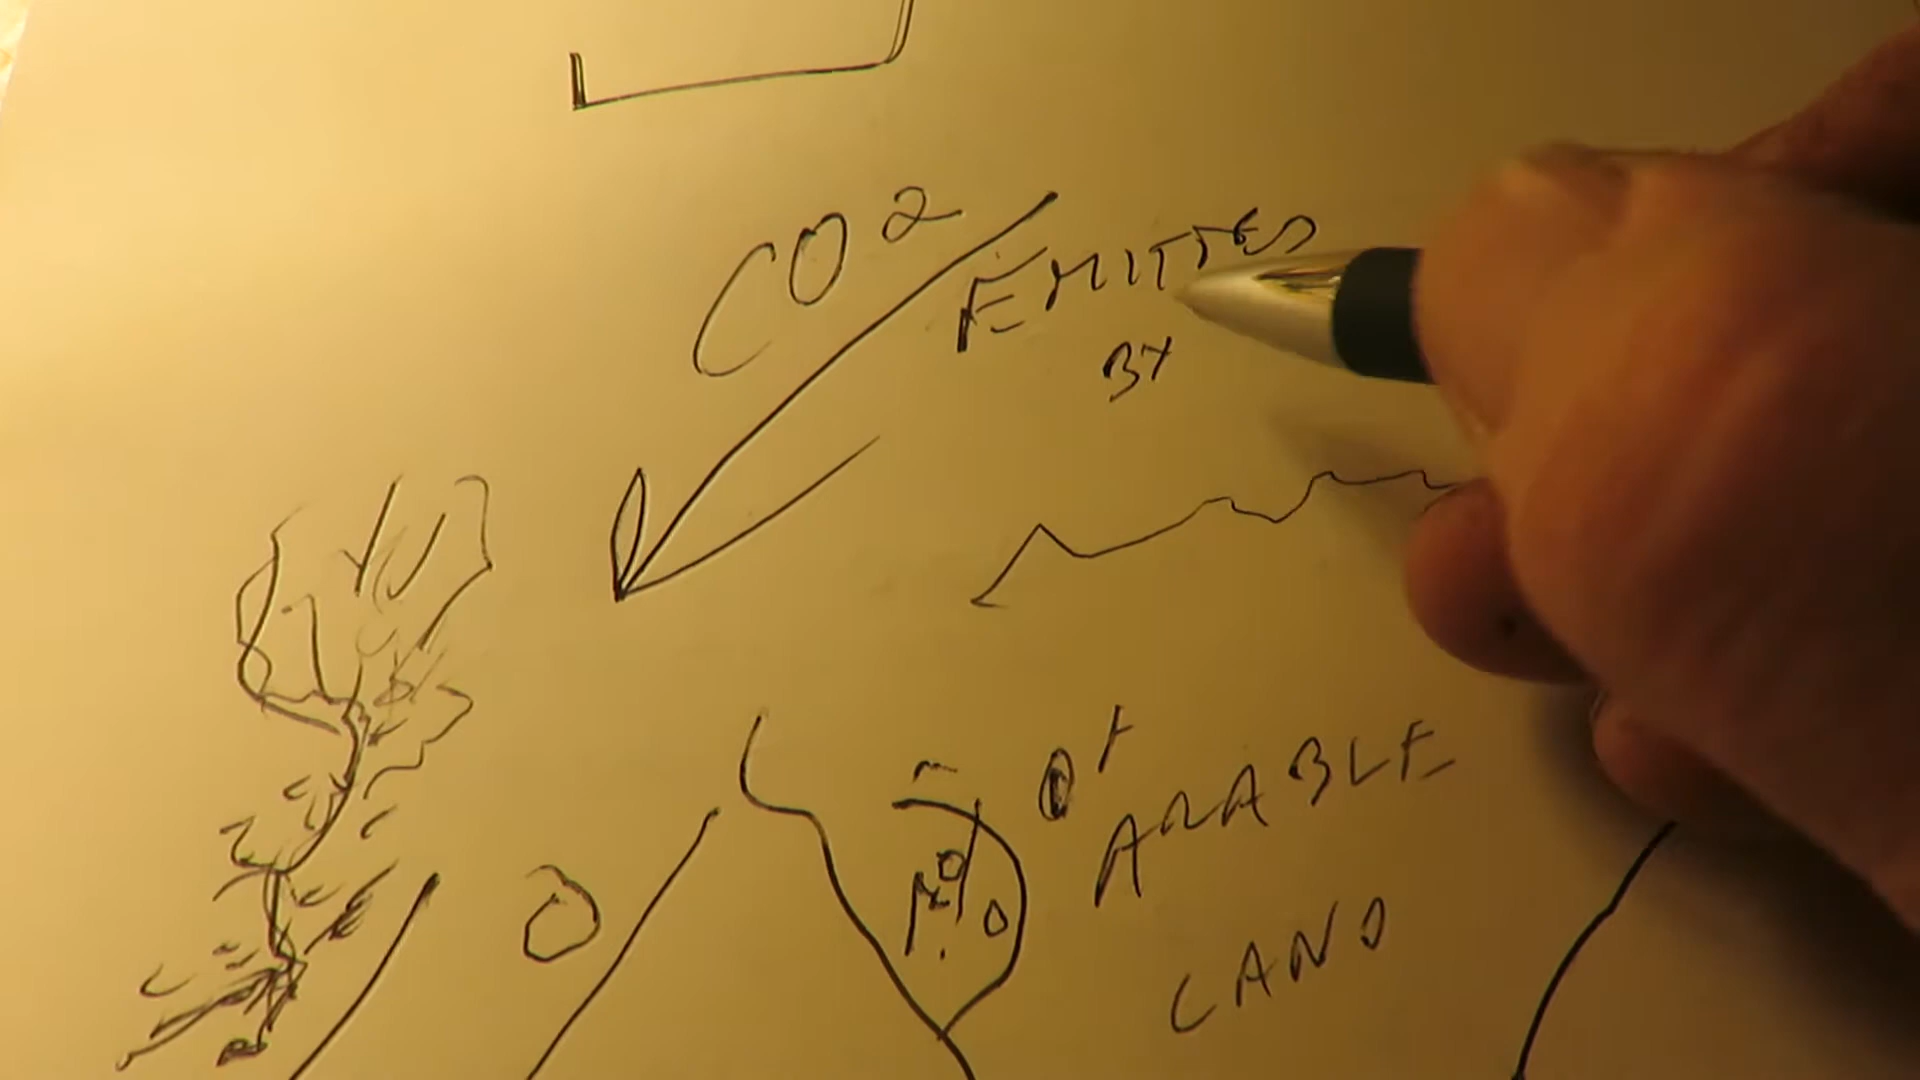 CO2
EMITTED
BY
OF
ARABLE
LAND